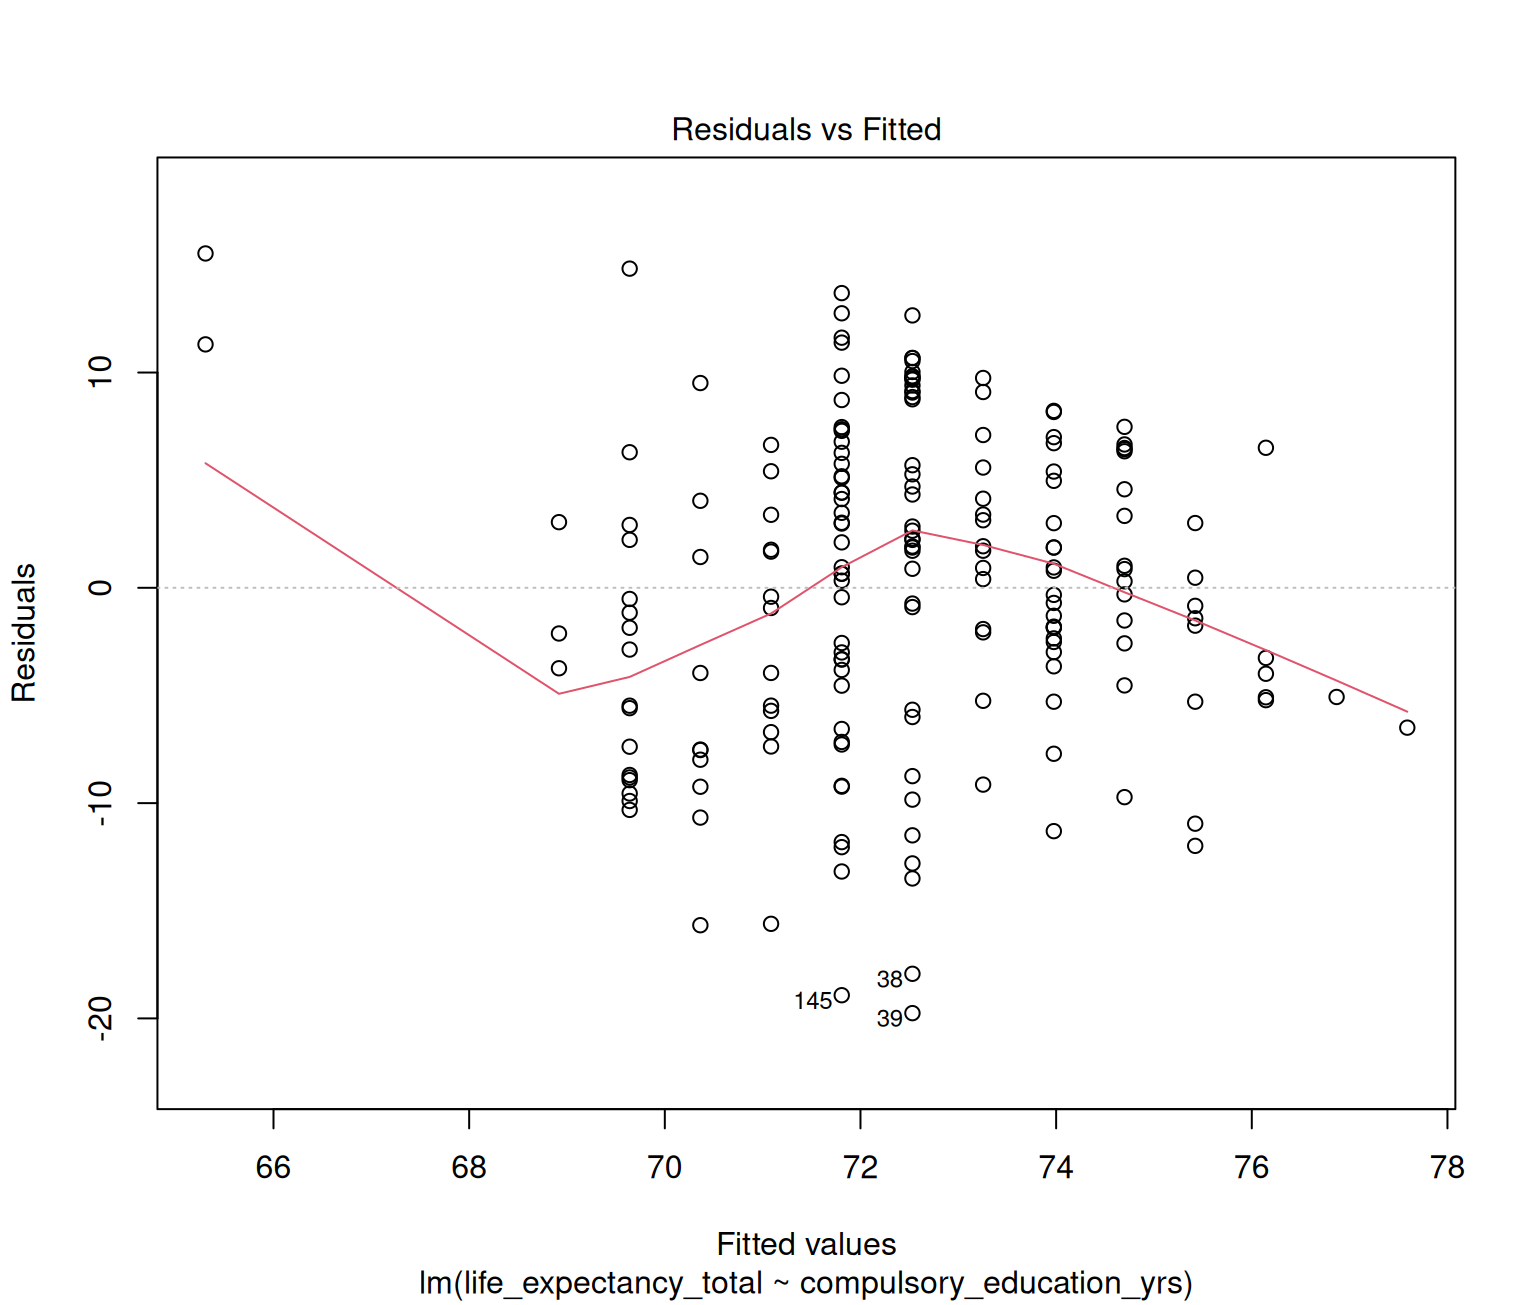 Residuals vs Fitted
Residuals
10
0
-10
-20
38
145
39
66 68 70 72 74 76 78
Fitted values
lm(life_expectancy_total ~ compulsory_education_yrs)